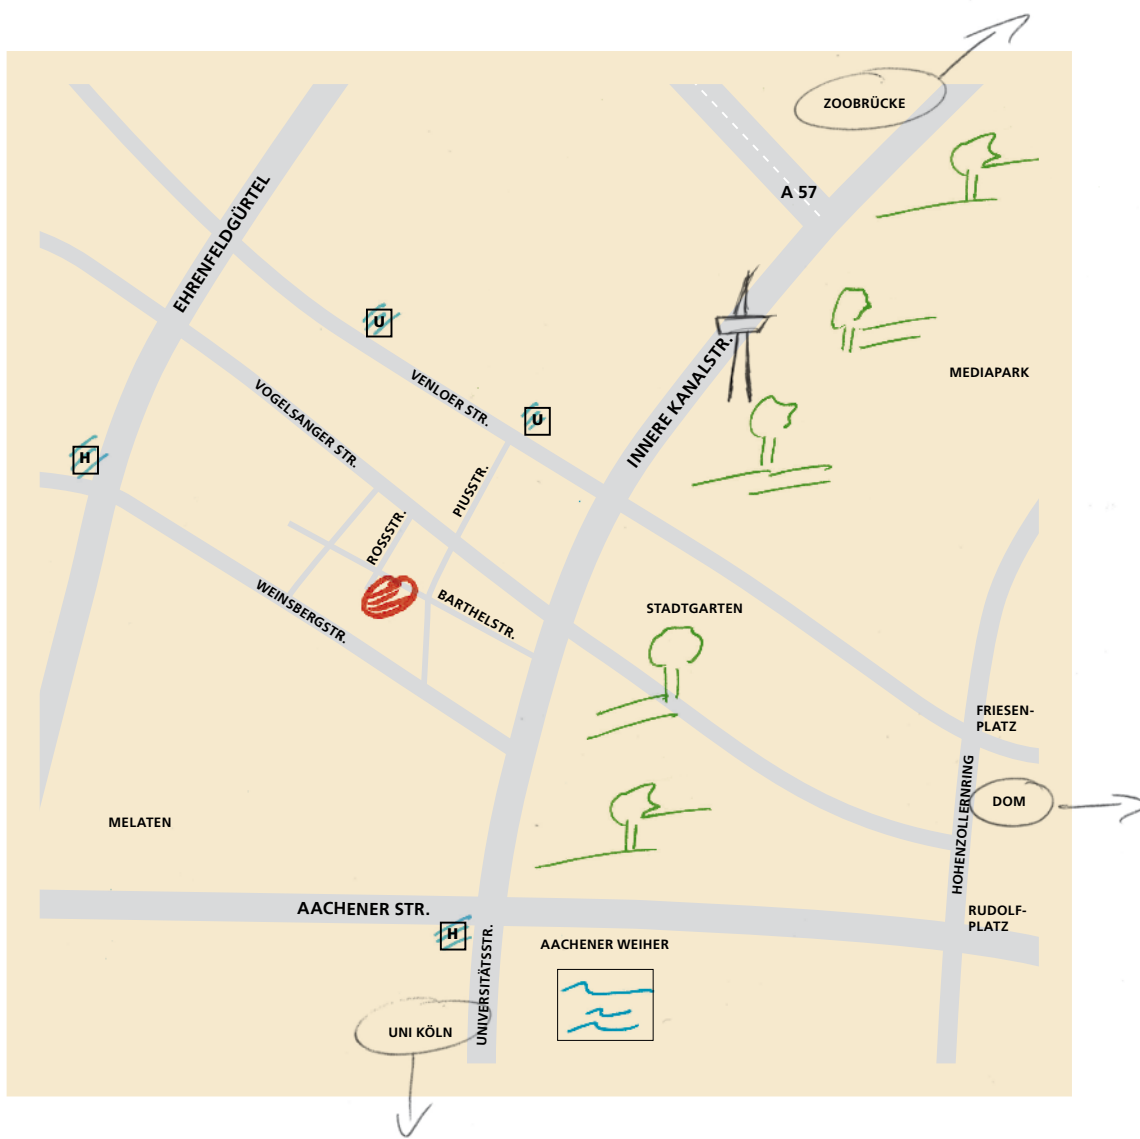 ZOOBRÜCKE
A 57
EHRENFELDGÜRTEL
U
VENLOER STR.
INNERE KANALSTR.
MEDIAPARK
VOGELSANGER STR.
U
H
PIUSSTR.
ROSSSTR.
WEINSBERGSTR.
BARTHELSTR.
STADTGARTEN
FRIESEN-
PLATZ
HOHENZOLLERNRING
DOM
MELATEN
AACHENER STR.
RUDOLF-
PLATZ
H
UNIVERSITÄTSSTR.
AACHENER WEIHER
UNI KÖLN